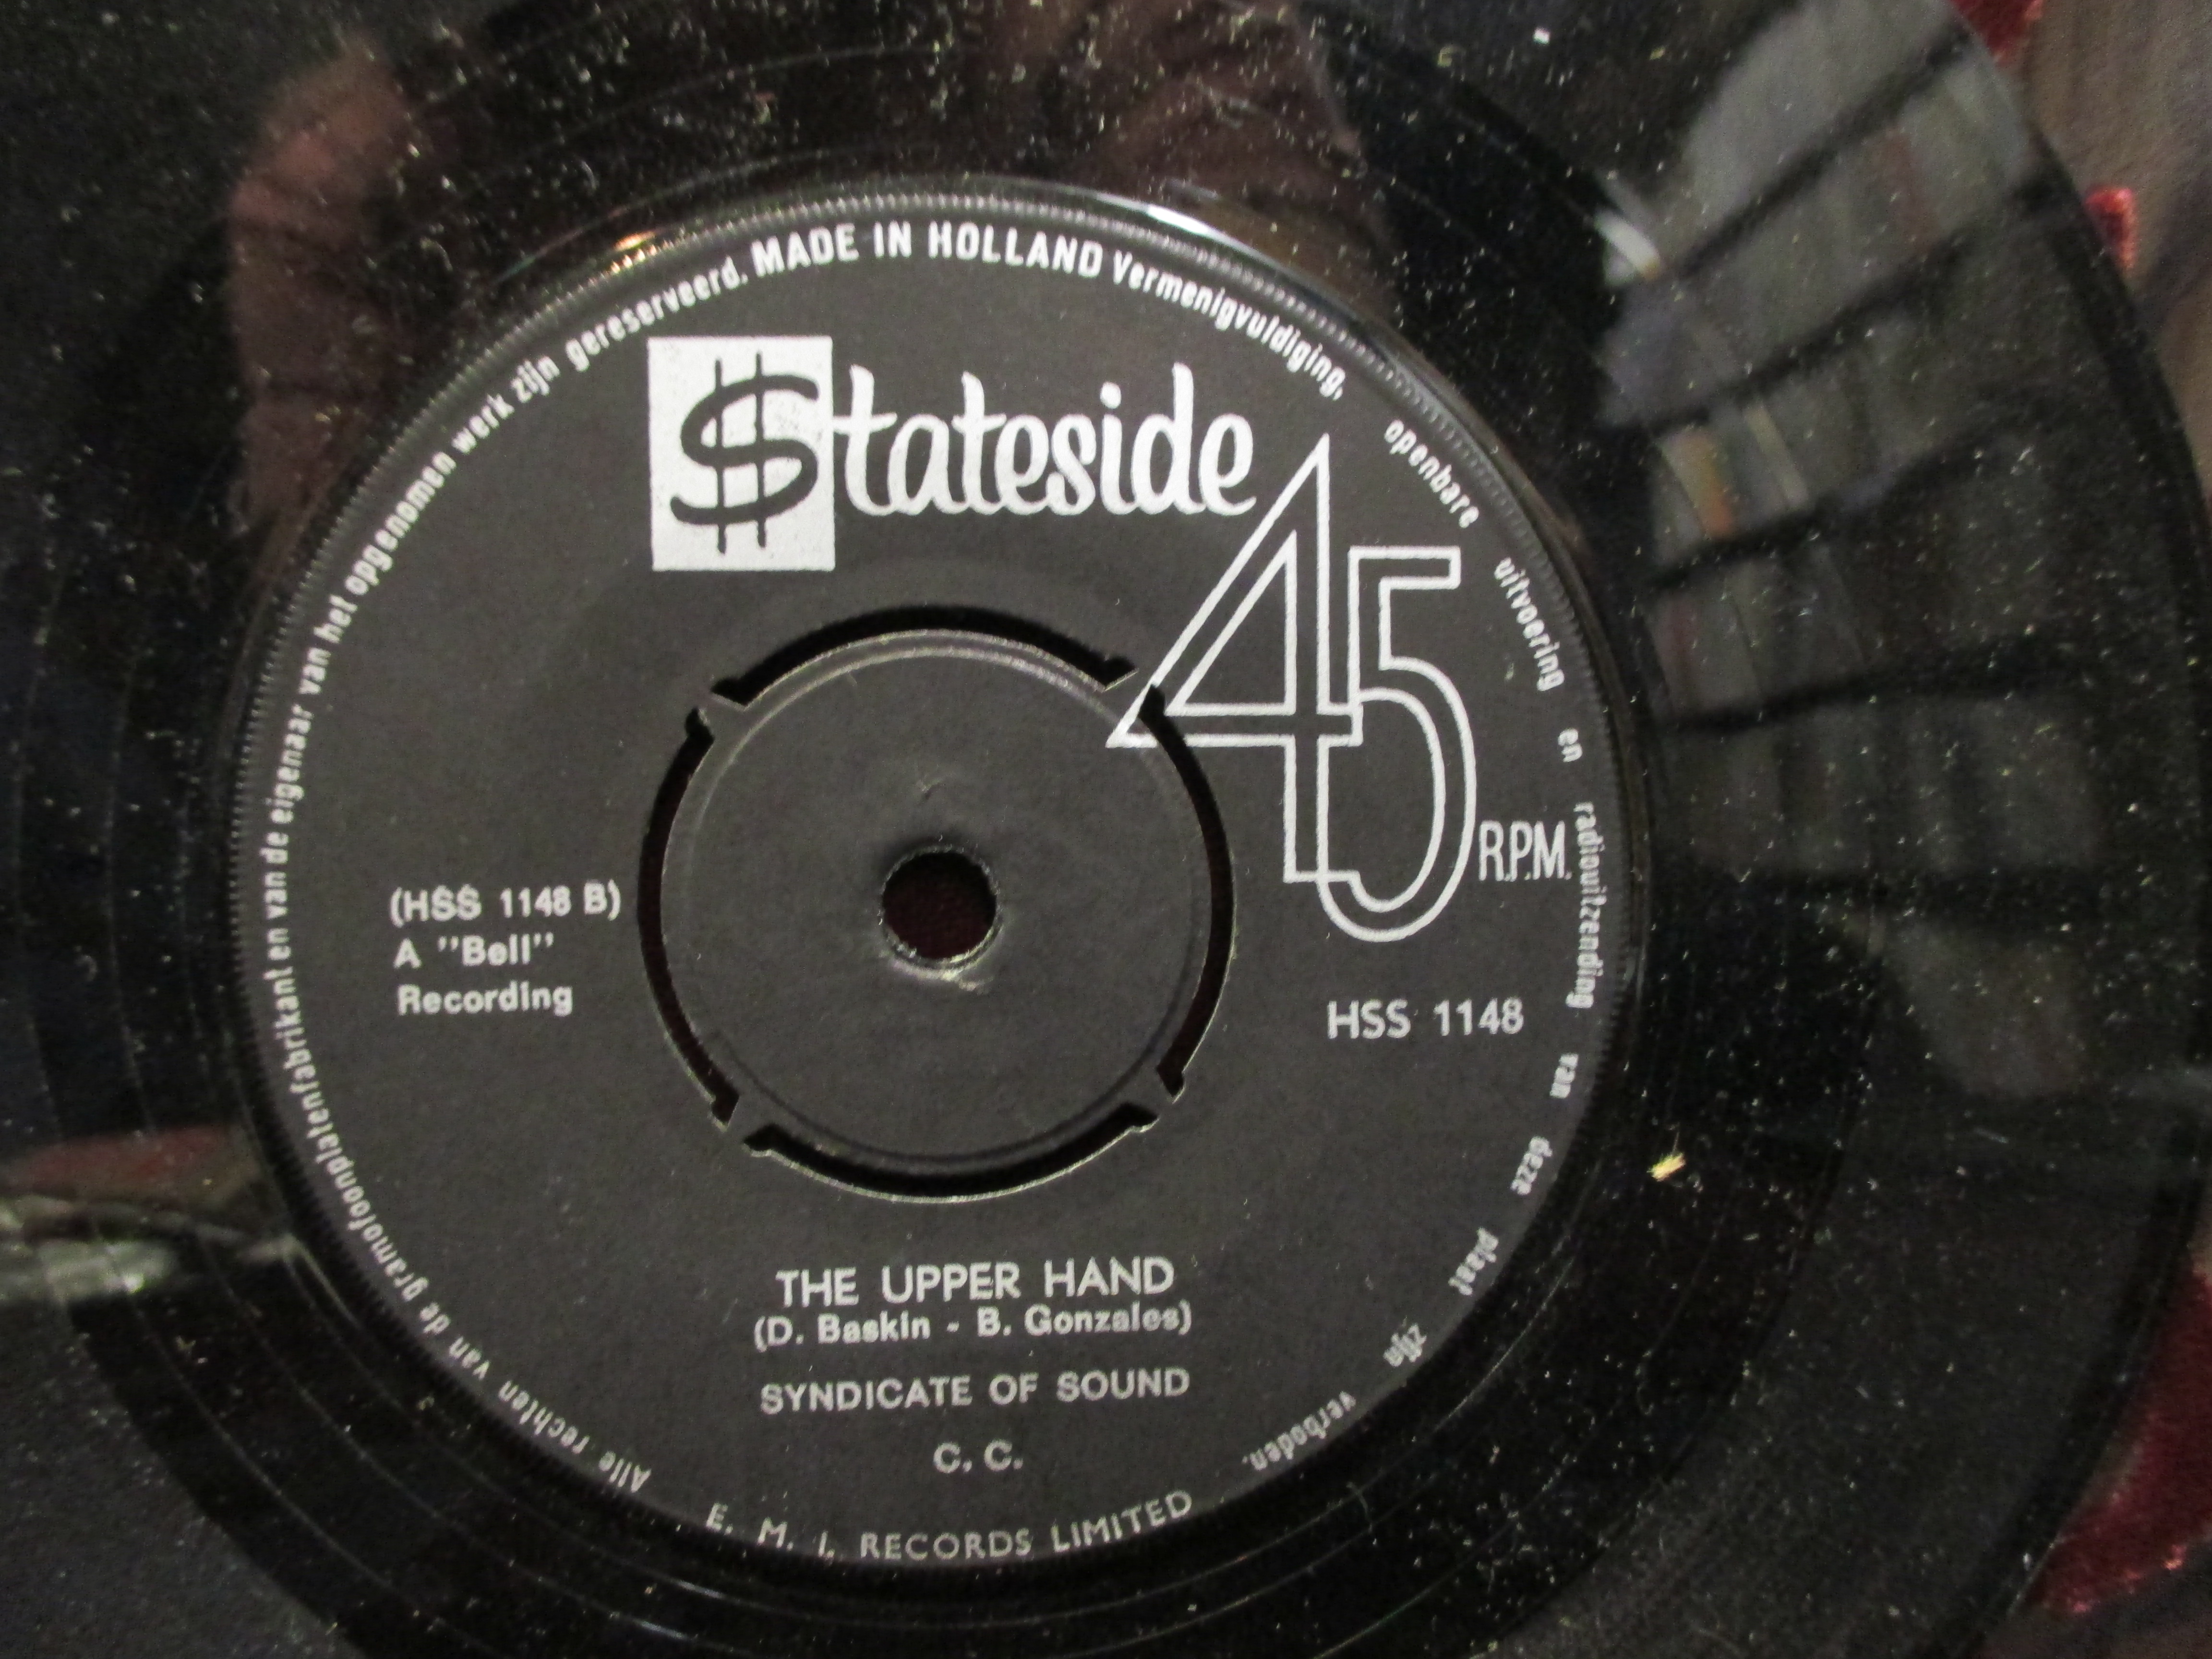 Alle rechten van de gramofoonplatenfabrikant en van de eigenaar van het opgenomen werk zijn gereserveerd. MADE IN HOLLAND Vermenigvuldiging, openbare uitvoering en radiouitzending van deze plaat zijn verboden.
$tateside
45 R.P.M.
(HSS 1148 B)
A "Bell"
Recording
HSS 1148
THE UPPER HAND
(D. Baskin - B. Gonzales)
SYNDICATE OF SOUND
C. C.
E. M. I. RECORDS LIMITED